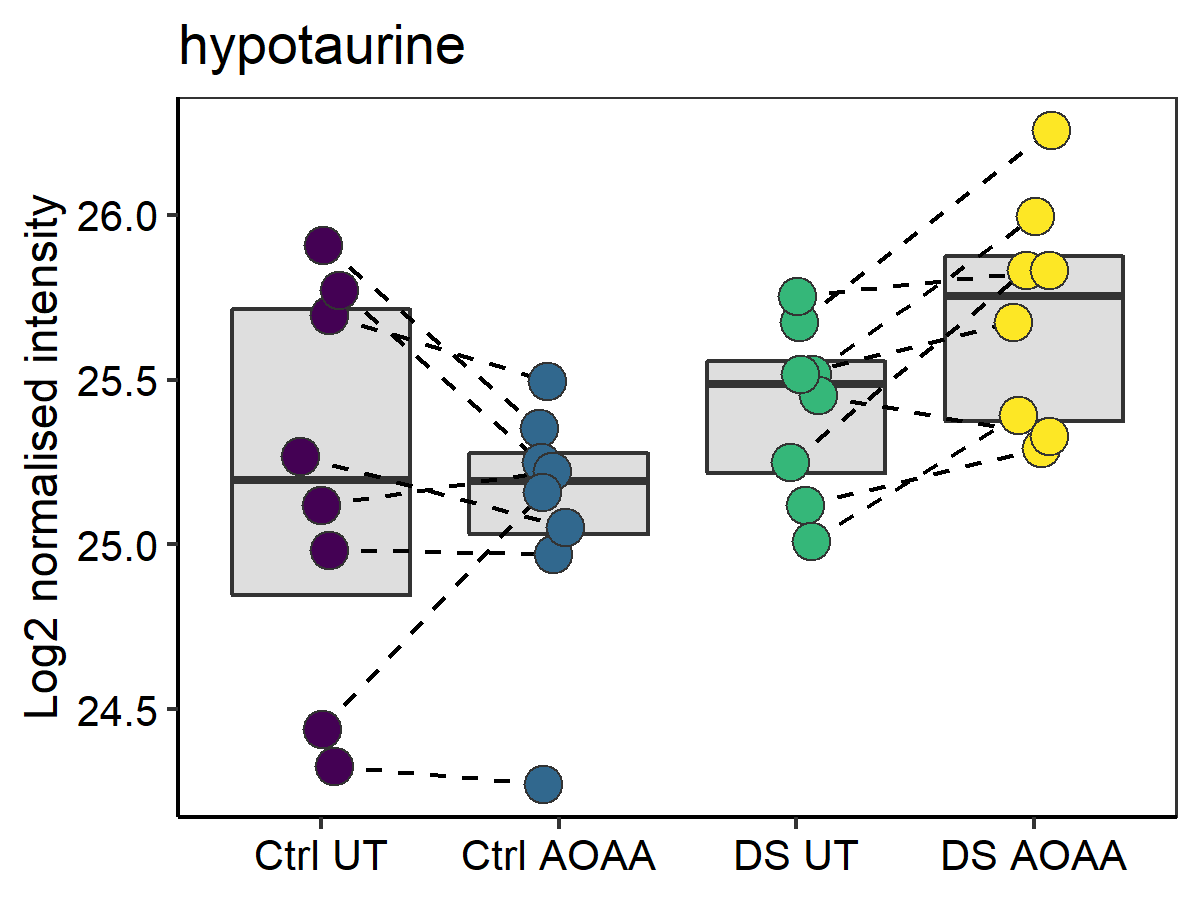 hypotaurine
Log2 normalised intensity
26.0
25.5
25.0
24.5
Ctrl UT
Ctrl AOAA
DS UT
DS AOAA